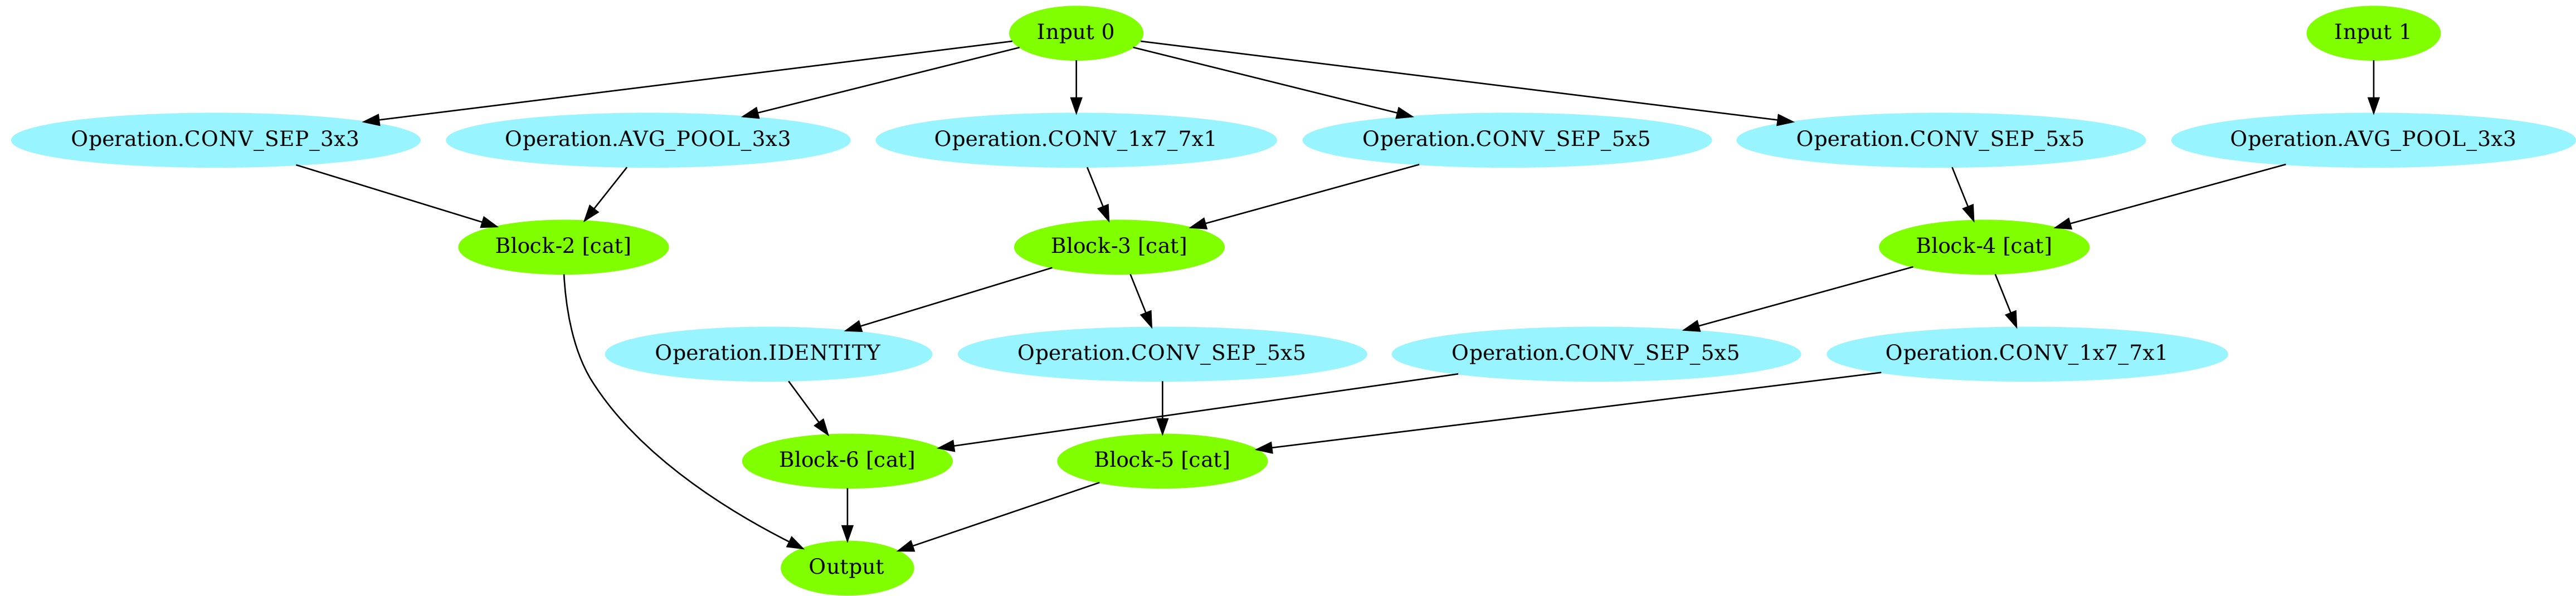 Input 0
Input 1
Operation.CONV_SEP_3x3
Operation.AVG_POOL_3x3
Operation.CONV_1x7_7x1
Operation.CONV_SEP_5x5
Operation.CONV_SEP_5x5
Operation.AVG_POOL_3x3
Block-2 [cat]
Block-3 [cat]
Block-4 [cat]
Operation.IDENTITY
Operation.CONV_SEP_5x5
Operation.CONV_SEP_5x5
Operation.CONV_1x7_7x1
Block-6 [cat]
Block-5 [cat]
Output